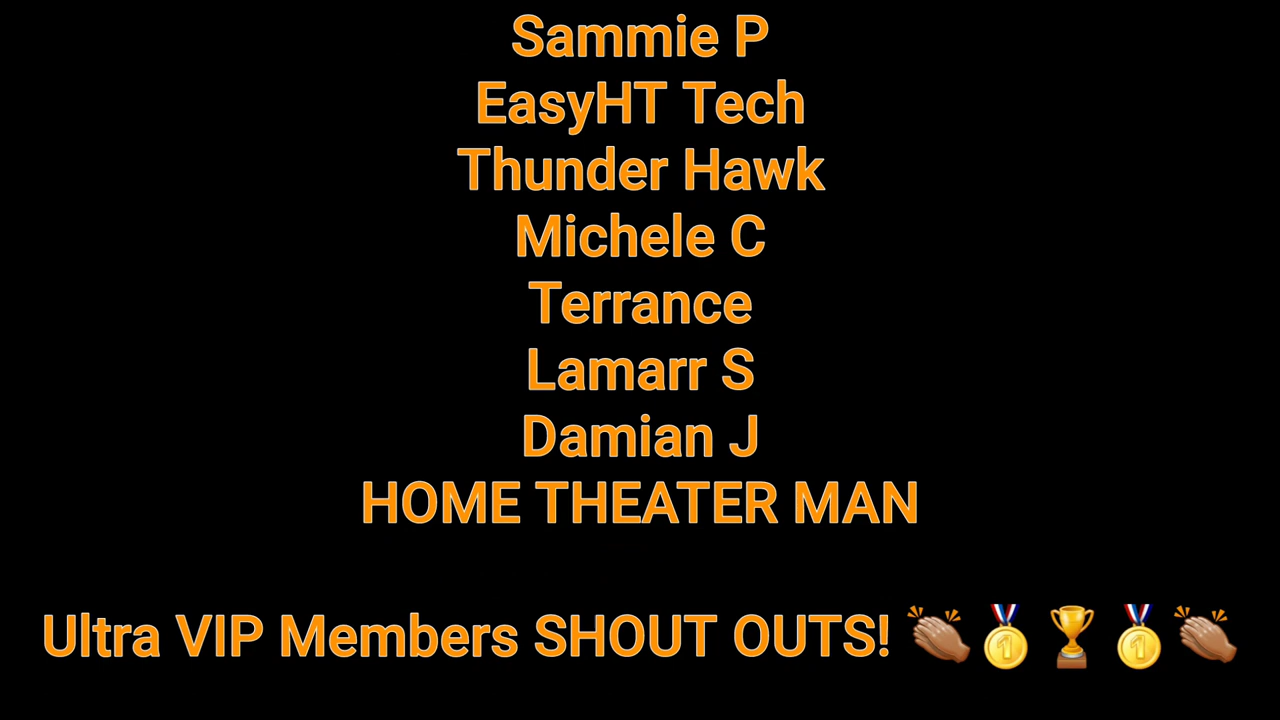 Sammie P
EasyHT Tech
Thunder Hawk
Michele C
Terrance
Lamarr S
Damian J
HOME THEATER MAN
Ultra VIP Members SHOUT OUTS! 👏🏽🥇🏆🥇👏🏽